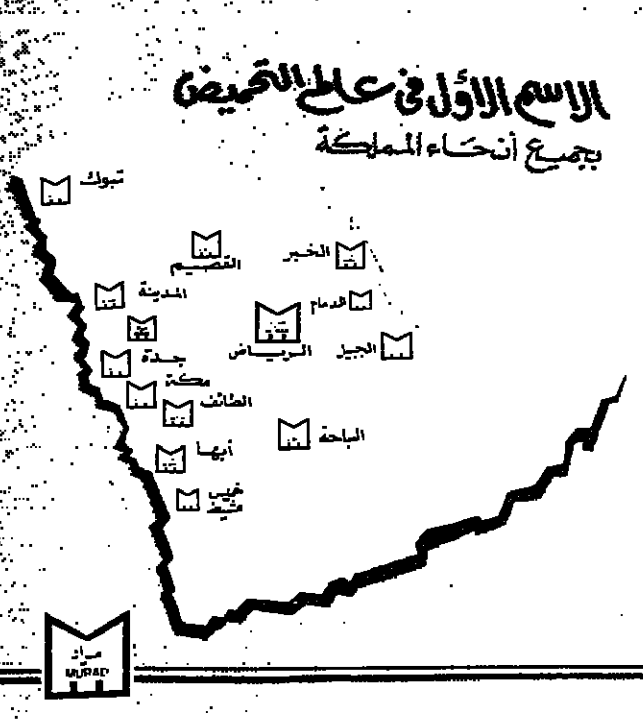 الاسم الأول في عالم التحميض
بجميع أنحاء المملكة
تبوك
القصيم
الخبر
المدينة
الدمام
الرياض
الجبيل
جدة
مكة
الطائف
الباحة
أبها
خميس
مشيط
مراد
MURAD